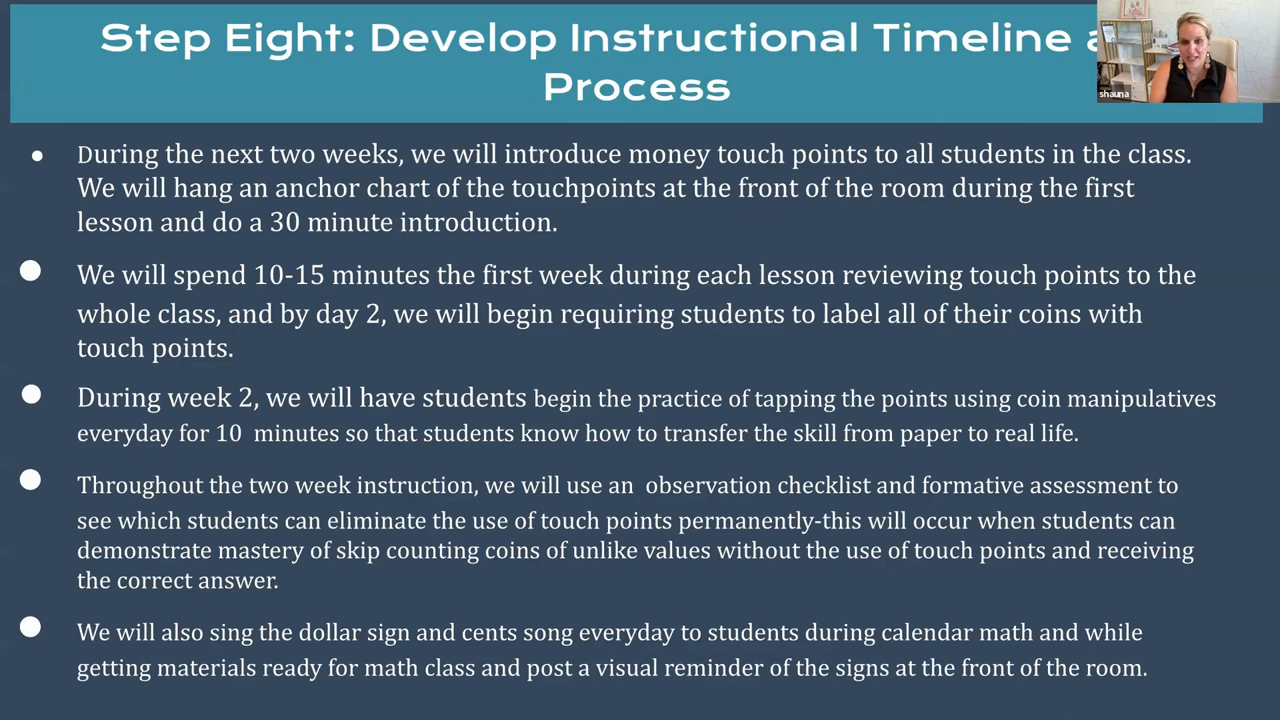 Step Eight: Develop Instructional Timeline
Process
shauna
• During the next two weeks, we will introduce money touch points to all students in the class.
We will hang an anchor chart of the touchpoints at the front of the room during the first
lesson and do a 30 minute introduction.
• We will spend 10-15 minutes the first week during each lesson reviewing touch points to the
whole class, and by day 2, we will begin requiring students to label all of their coins with
touch points.
• During week 2, we will have students begin the practice of tapping the points using coin manipulatives
everyday for 10 minutes so that students know how to transfer the skill from paper to real life.
• Throughout the two week instruction, we will use an observation checklist and formative assessment to
see which students can eliminate the use of touch points permanently-this will occur when students can
demonstrate mastery of skip counting coins of unlike values without the use of touch points and receiving
the correct answer.
• We will also sing the dollar sign and cents song everyday to students during calendar math and while
getting materials ready for math class and post a visual reminder of the signs at the front of the room.